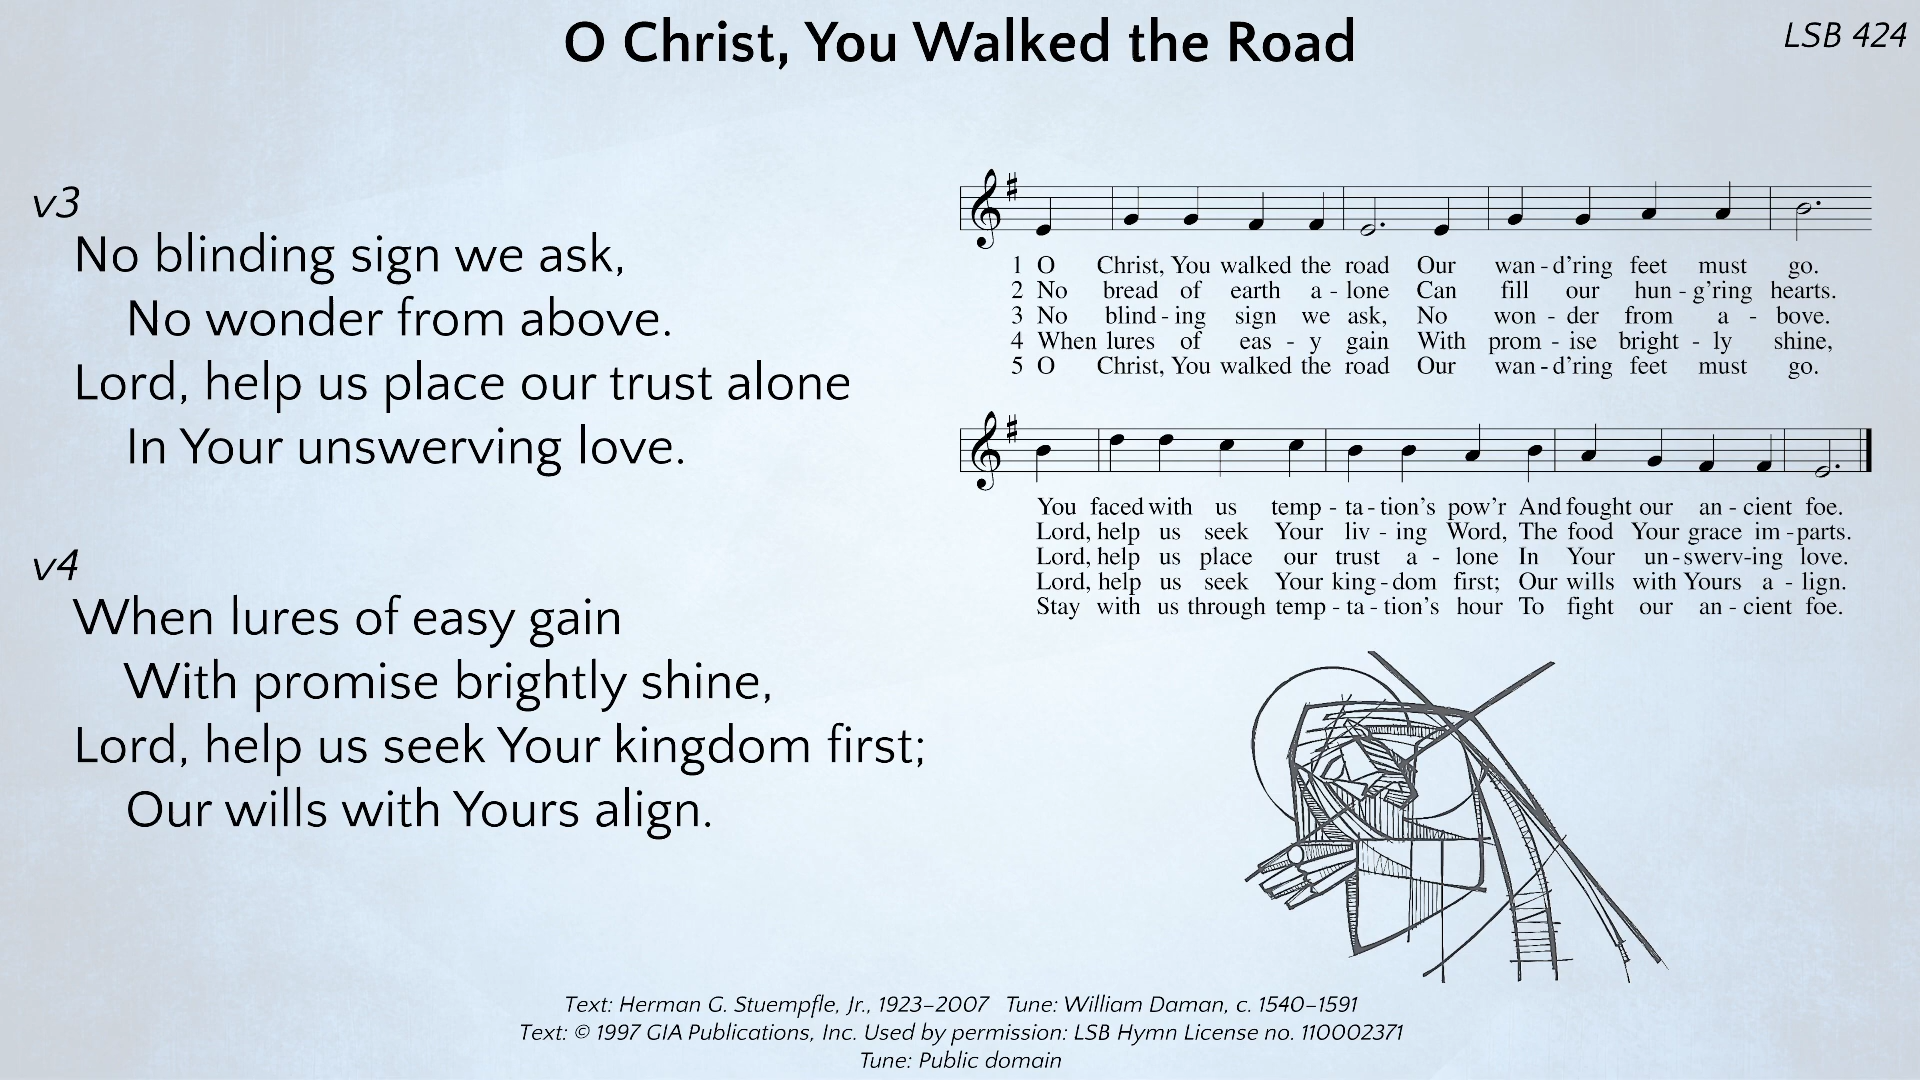 O Christ, You Walked the Road
LSB 424
v3
No blinding sign we ask,
No wonder from above.
Lord, help us place our trust alone
In Your unswerving love.
v4
When lures of easy gain
With promise brightly shine,
Lord, help us seek Your kingdom first;
Our wills with Yours align.
1 O Christ, You walked the road Our wan - d’ring feet must go.
2 No bread of earth a - lone Can fill our hun - g’ring hearts.
3 No blind - ing sign we ask, No won - der from a - bove.
4 When lures of eas - y gain With prom - ise bright - ly shine,
5 O Christ, You walked the road Our wan - d’ring feet must go.
You faced with us temp - ta - tion’s pow’r And fought our an - cient foe.
Lord, help us seek Your liv - ing Word, The food Your grace im - parts.
Lord, help us place our trust a - lone In Your un - swerv - ing love.
Lord, help us seek Your king - dom first; Our wills with Yours a - lign.
Stay with us through temp - ta - tion’s hour To fight our an - cient foe.
Text: Herman G. Stuempfle, Jr., 1923–2007 Tune: William Daman, c. 1540–1591
Text: © 1997 GIA Publications, Inc. Used by permission: LSB Hymn License no. 110002371
Tune: Public domain